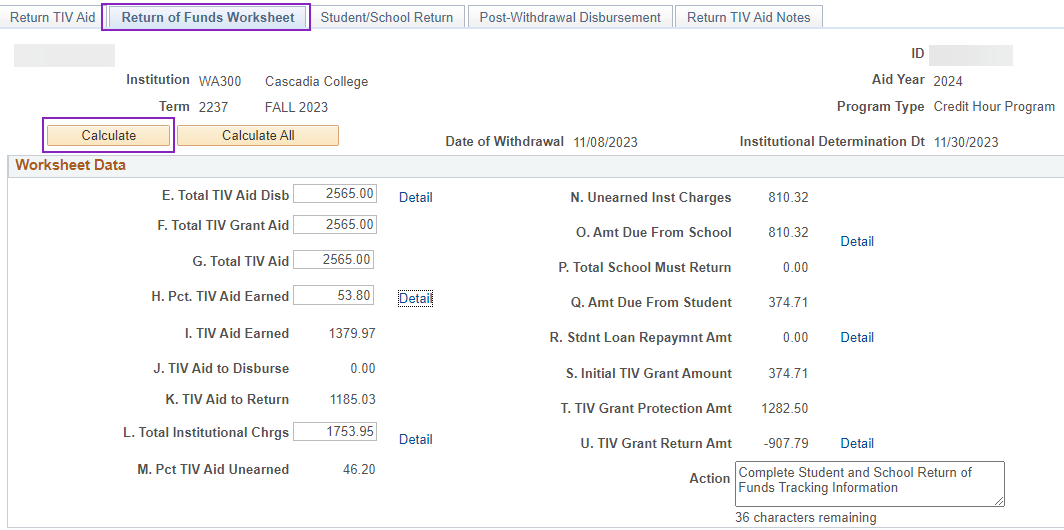 Return TIV Aid Return of Funds Worksheet Student/School Return Post-Withdrawal Disbursement Return TIV Aid Notes
ID
Institution WA300 Cascadia College Aid Year 2024
Term 2237 FALL 2023 Program Type Credit Hour Program
Calculate Calculate All Date of Withdrawal 11/08/2023 Institutional Determination Dt 11/30/2023
Worksheet Data
E. Total TIV Aid Disb 2565.00 Detail
F. Total TIV Grant Aid 2565.00
G. Total TIV Aid 2565.00
H. Pct. TIV Aid Earned 53.80 Detail
I. TIV Aid Earned 1379.97
J. TIV Aid to Disburse 0.00
K. TIV Aid to Return 1185.03
L. Total Institutional Chrgs 1753.95 Detail
M. Pct TIV Aid Unearned 46.20
N. Unearned Inst Charges 810.32
O. Amt Due From School 810.32 Detail
P. Total School Must Return 0.00
Q. Amt Due From Student 374.71
R. Stdnt Loan Repaymnt Amt 0.00 Detail
S. Initial TIV Grant Amount 374.71
T. TIV Grant Protection Amt 1282.50
U. TIV Grant Return Amt -907.79 Detail
Action Complete Student and School Return of
Funds Tracking Information
36 characters remaining